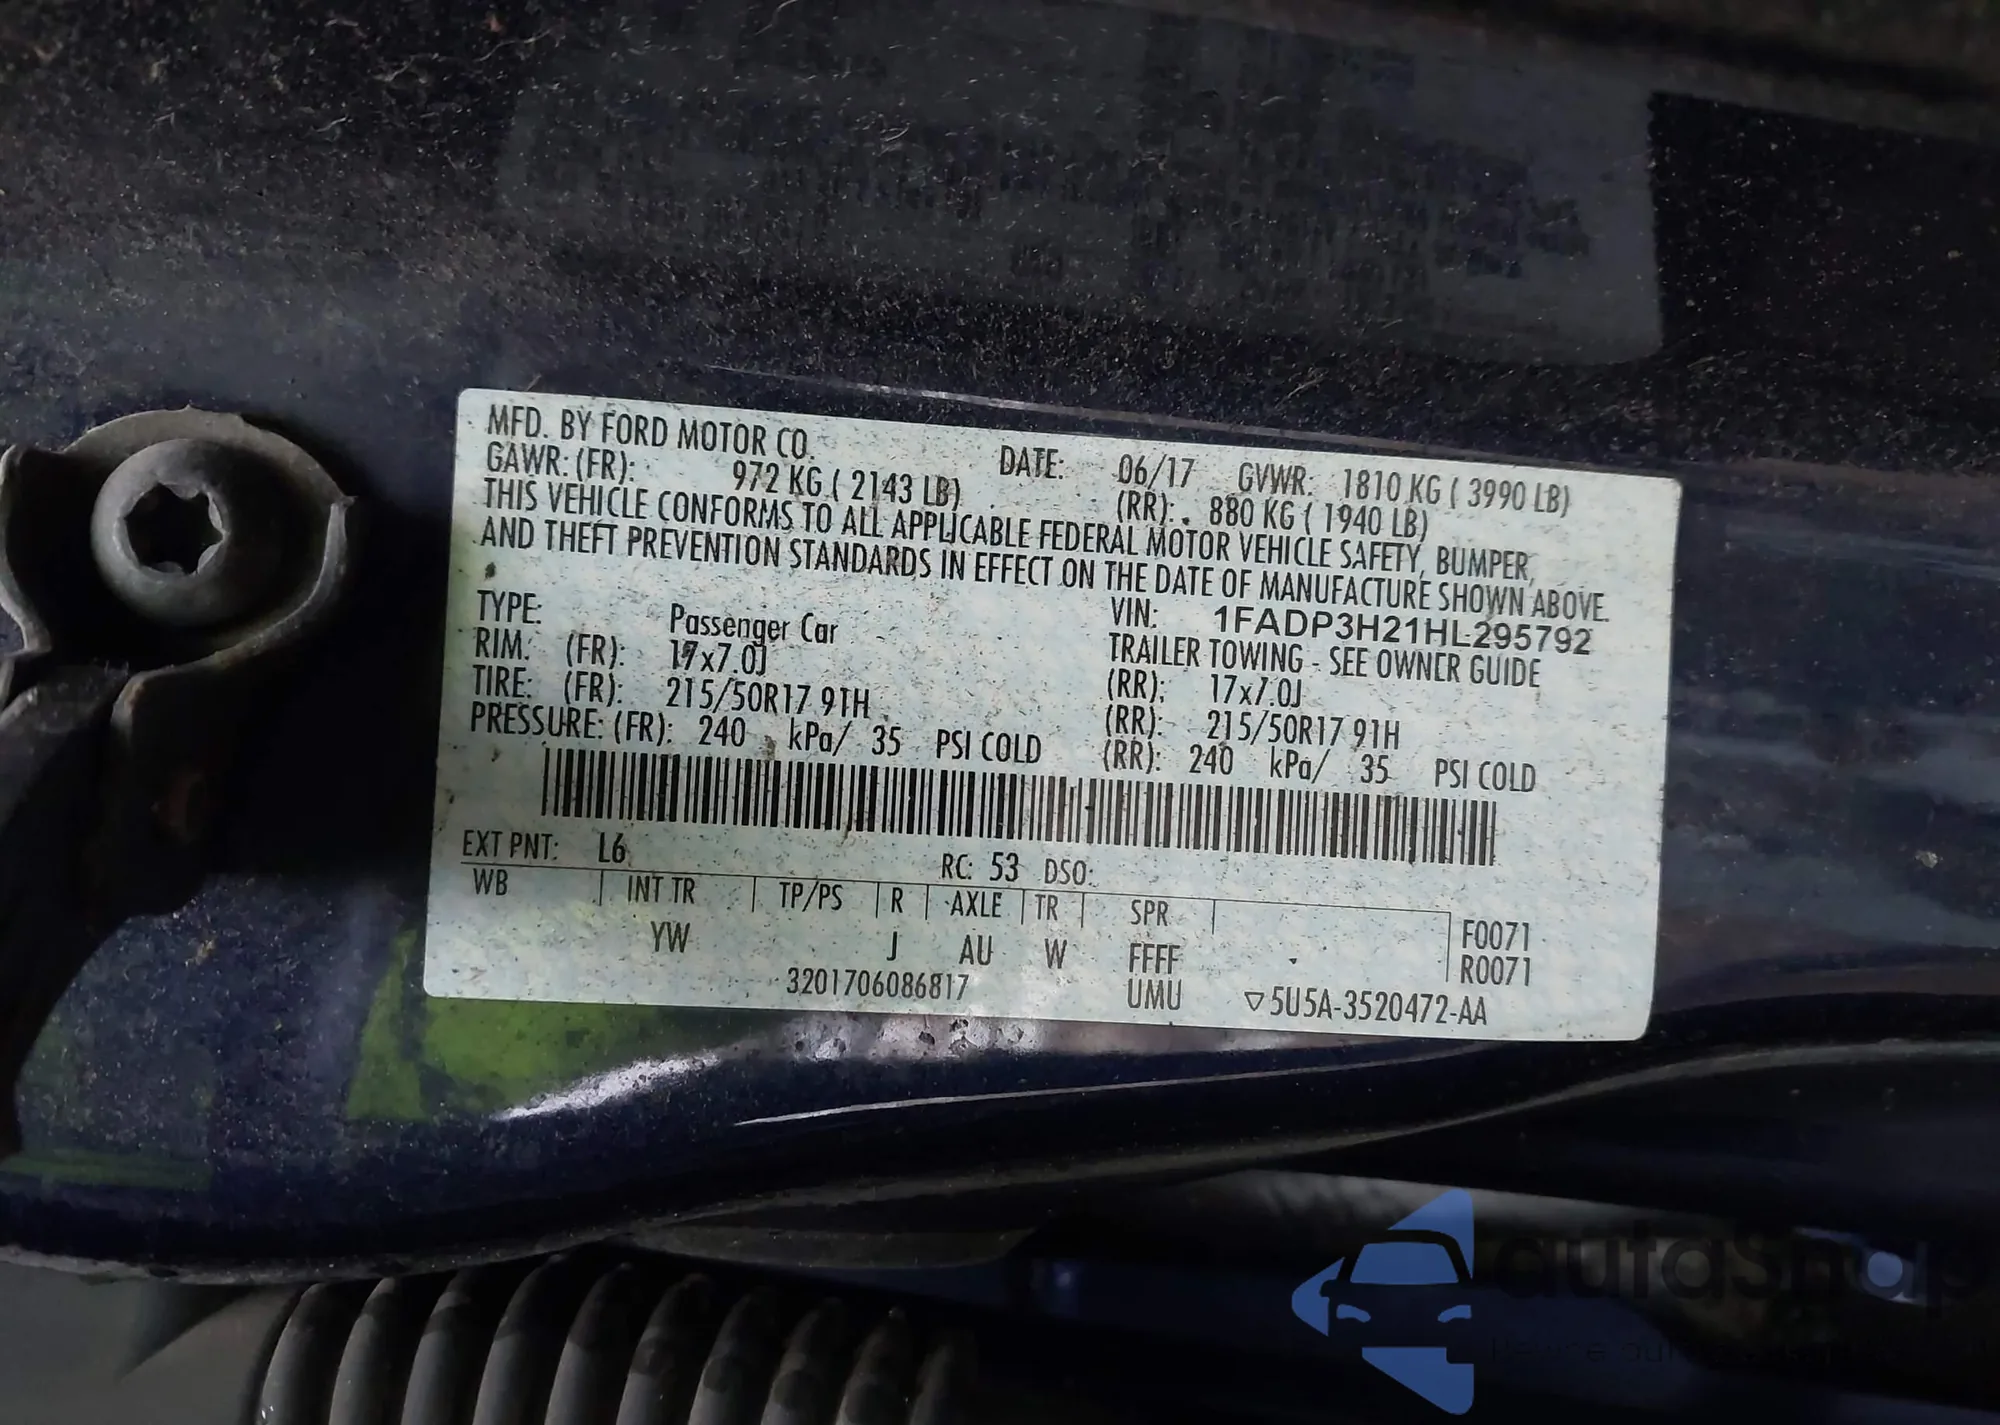 MFD. BY FORD MOTOR CO. DATE: 06/17 GVWR: 1810 KG ( 3990 LB)
GAWR: (FR): 972 KG ( 2143 LB) (RR): 880 KG ( 1940 LB)
THIS VEHICLE CONFORMS TO ALL APPLICABLE FEDERAL MOTOR VEHICLE SAFETY, BUMPER,
AND THEFT PREVENTION STANDARDS IN EFFECT ON THE DATE OF MANUFACTURE SHOWN ABOVE.
VIN: 1FADP3H21HL295792
TYPE: Passenger Car TRAILER TOWING - SEE OWNER GUIDE
RIM: (FR): 17x7.0J (RR): 17x7.0J
TIRE: (FR): 215/50R17 91H (RR): 215/50R17 91H
PRESSURE: (FR): 240 kPa/ 35 PSI COLD (RR): 240 kPa/ 35 PSI COLD
EXT PNT: L6 RC: 53 DSO:
WB INT TR TP/PS R AXLE TR SPR F0071
YW J AU W FFFF R0071
3201706086817 UMU 5U5A-3520472-AA
autaSnap